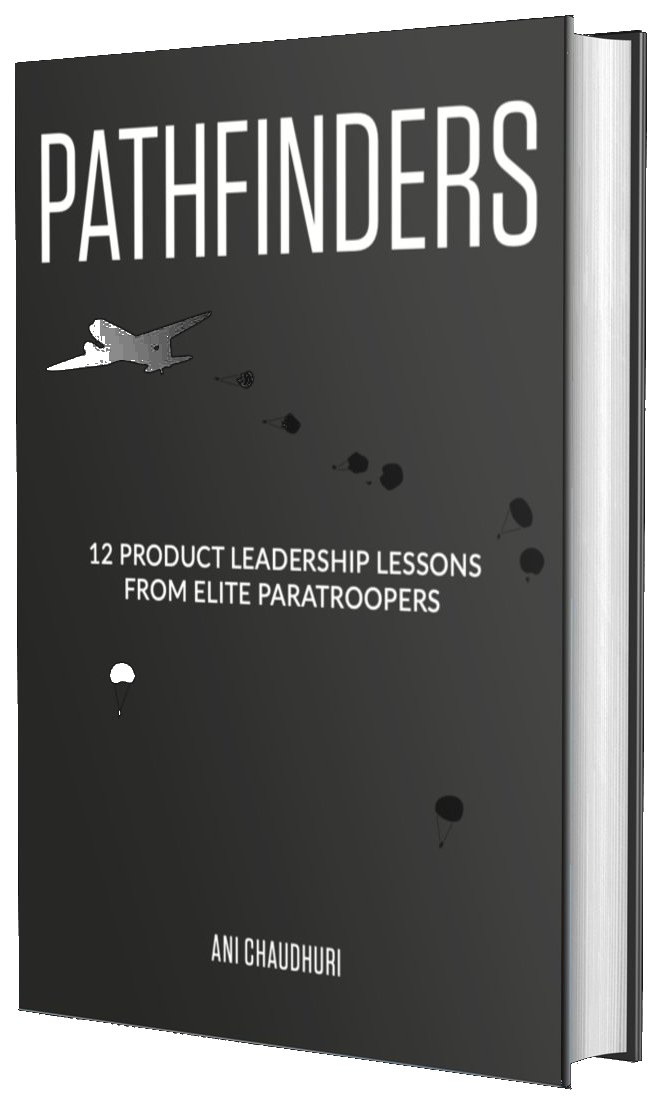 PATHFINDERS
12 PRODUCT LEADERSHIP LESSONS
FROM ELITE PARATROOPERS
ANI CHAUDHURI